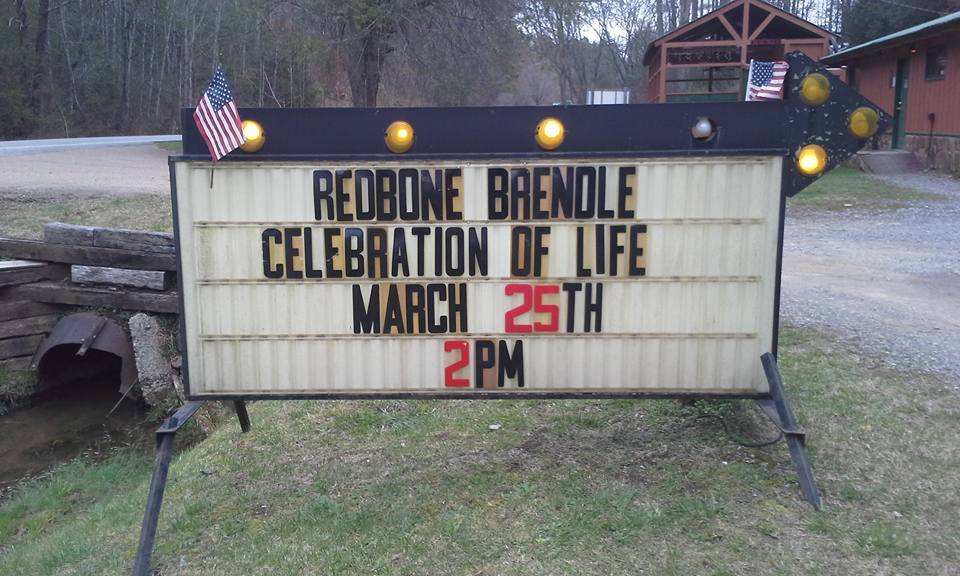 REDBONE BRENDLE
CELEBRATION OF LIFE
MARCH 25TH
2PM